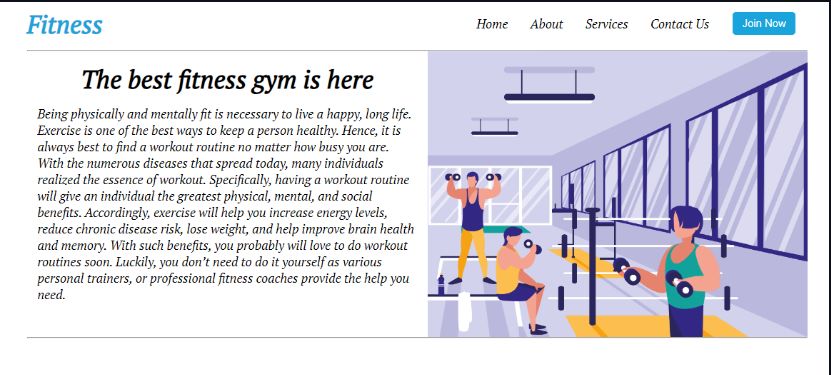 Fitness
Home About Services Contact Us Join Now
The best fitness gym is here
Being physically and mentally fit is necessary to live a happy, long life.
Exercise is one of the best ways to keep a person healthy. Hence, it is
always best to find a workout routine no matter how busy you are.
With the numerous diseases that spread today, many individuals
realized the essence of workout. Specifically, having a workout routine
will give an individual the greatest physical, mental, and social
benefits. Accordingly, exercise will help you increase energy levels,
reduce chronic disease risk, lose weight, and help improve brain health
and memory. With such benefits, you probably will love to do workout
routines soon. Luckily, you don’t need to do it yourself as various
personal trainers, or professional fitness coaches provide the help you
need.